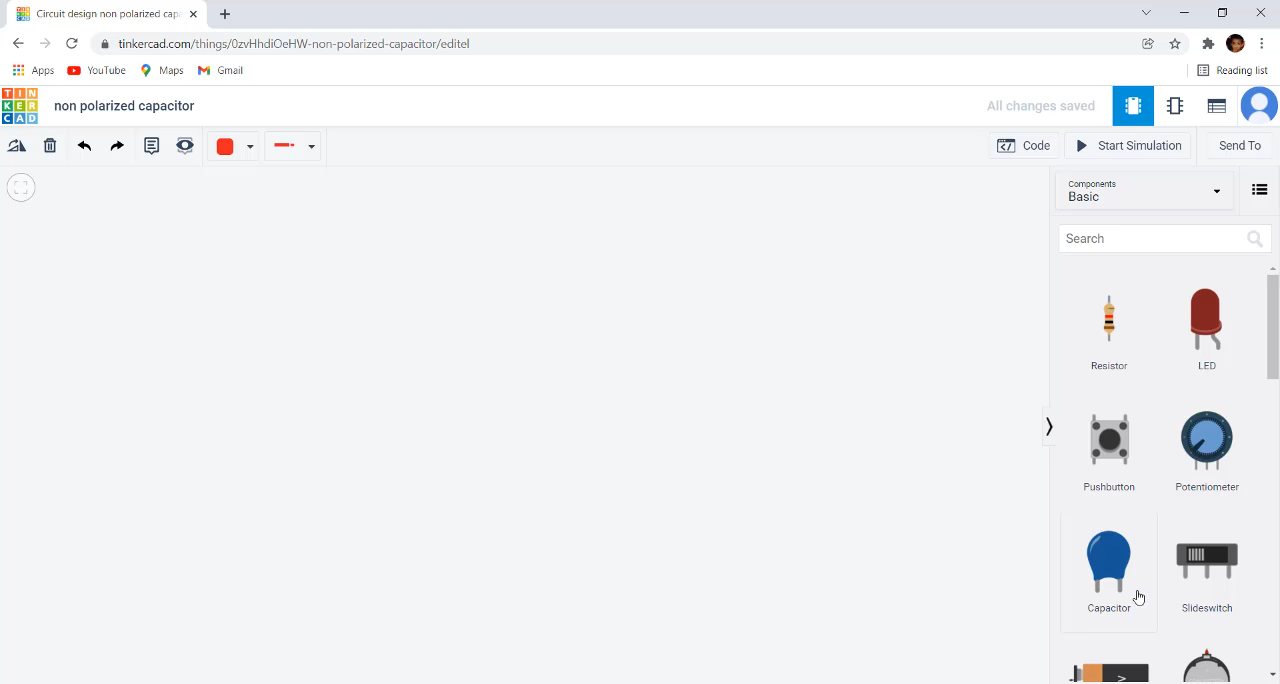 Circuit design non polarized cap
tinkercad.com/things/0zvHhdiOeHW-non-polarized-capacitor/editel
Apps YouTube Maps Gmail Reading list
TIN
KER
CAD
non polarized capacitor All changes saved
Code Start Simulation Send To
Components
Basic
Search
Resistor LED
Pushbutton Potentiometer
Capacitor Slideswitch